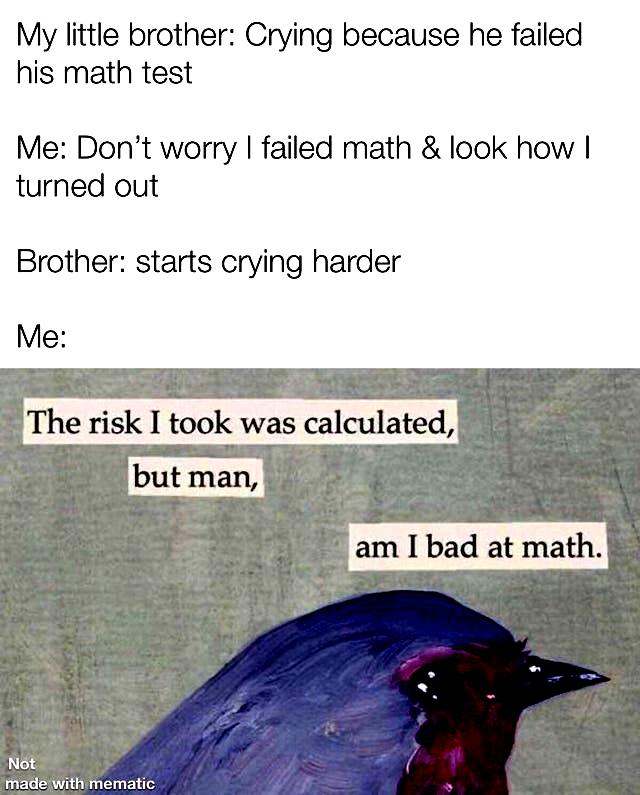 My little brother: Crying because he failed
his math test
Me: Don't worry I failed math & look how I
turned out
Brother: starts crying harder
Me:
The risk I took was calculated,
but man,
am I bad at math.
Not
made with mematic